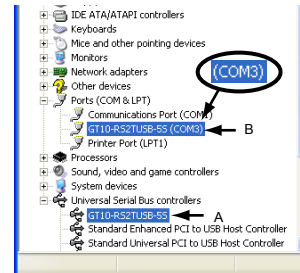 IDE ATA/ATAPI controllers
Keyboards
Mice and other pointing devices
Monitors
Network adapters
(COM3)
Other devices
Ports (COM & LPT)
Communications Port (COM1)
GT10-RS2TUSB-5S (COM3)
B
Printer Port (LPT1)
Processors
Sound, video and game controllers
System devices
Universal Serial Bus controllers
GT10-RS2TUSB-5S
A
Standard Enhanced PCI to USB Host Controller
Standard Universal PCI to USB Host Controller